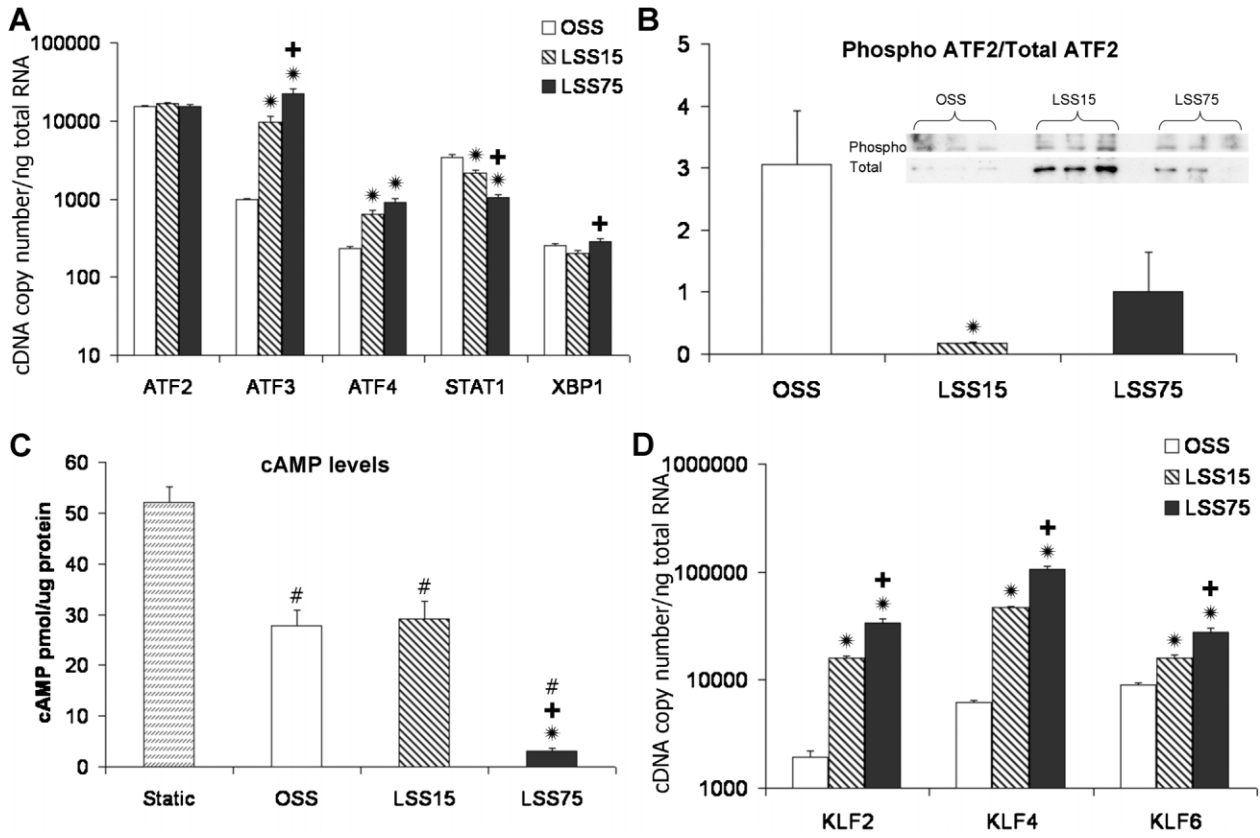 A
cDNA copy number/ng total RNA
100000
10000
1000
100
10
OSS
LSS15
LSS75
+
✷ ✷
✷ ✷
✷ + ✷
+
ATF2 ATF3 ATF4 STAT1 XBP1
B
Phospho ATF2/Total ATF2
5
4
3
2
1
0
OSS LSS15 LSS75
Phospho
Total
✷
OSS LSS15 LSS75
C
cAMP levels
cAMP pmol/ug protein
60
50
40
30
20
10
0
# # # + ✷
Static OSS LSS15 LSS75
D
cDNA copy number/ng total RNA
1000000
100000
10000
1000
OSS
LSS15
LSS75
✷ + ✷
✷ + ✷
✷ + ✷
KLF2 KLF4 KLF6